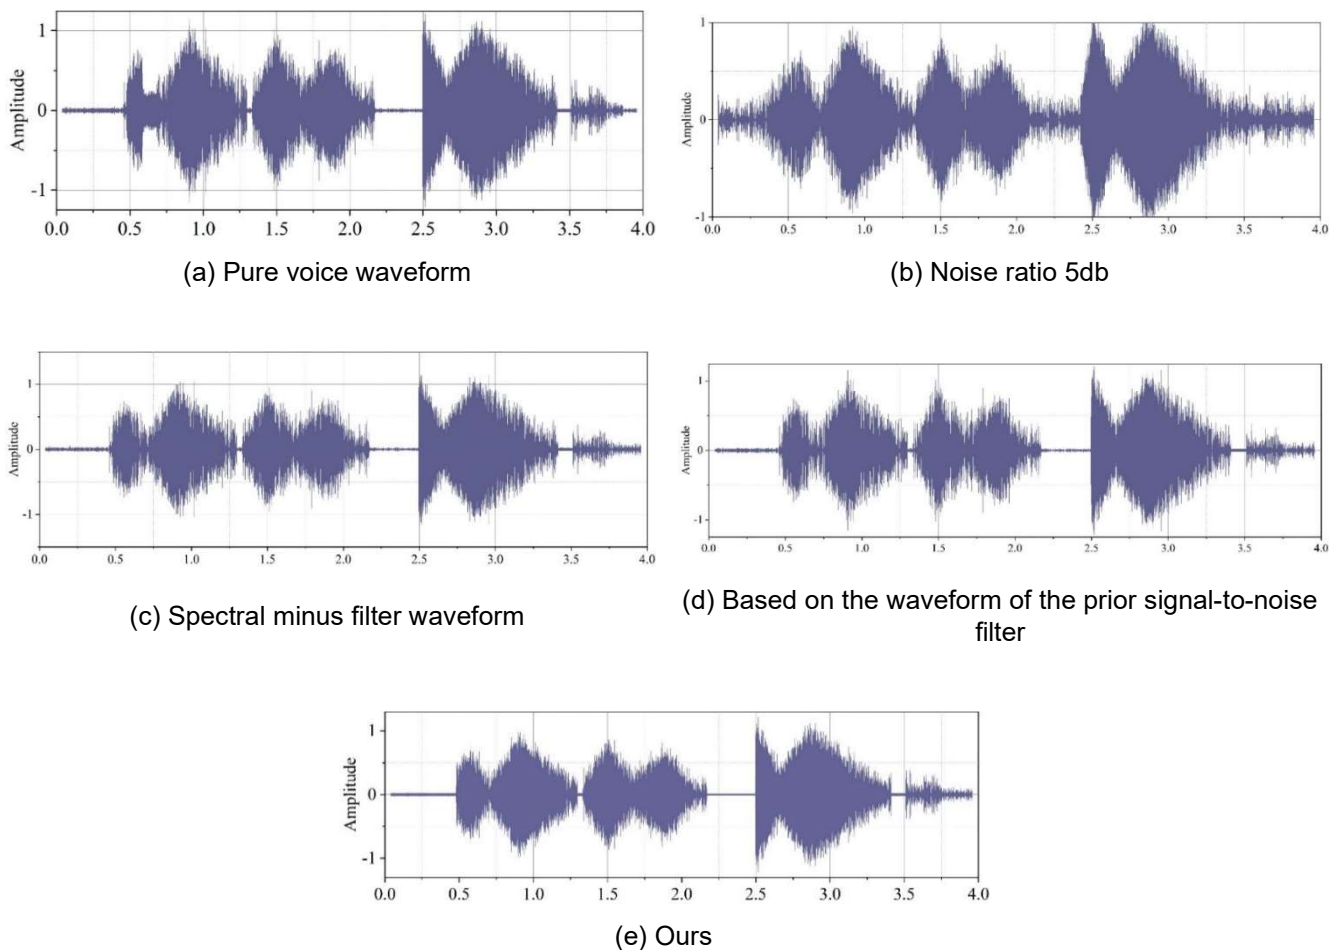 Amplitude
1
0
-1
0.0 0.5 1.0 1.5 2.0 2.5 3.0 3.5 4.0
(a) Pure voice waveform
Amplitude
1
0
-1
0.0 0.5 1.0 1.5 2.0 2.5 3.0 3.5 4.0
(b) Noise ratio 5db
Amplitude
1
0
-1
0.0 0.5 1.0 1.5 2.0 2.5 3.0 3.5 4.0
(c) Spectral minus filter waveform
Amplitude
1
0
-1
0.0 0.5 1.0 1.5 2.0 2.5 3.0 3.5 4.0
(d) Based on the waveform of the prior signal-to-noise
filter
Amplitude
1
0
-1
0.0 0.5 1.0 1.5 2.0 2.5 3.0 3.5 4.0
(e) Ours